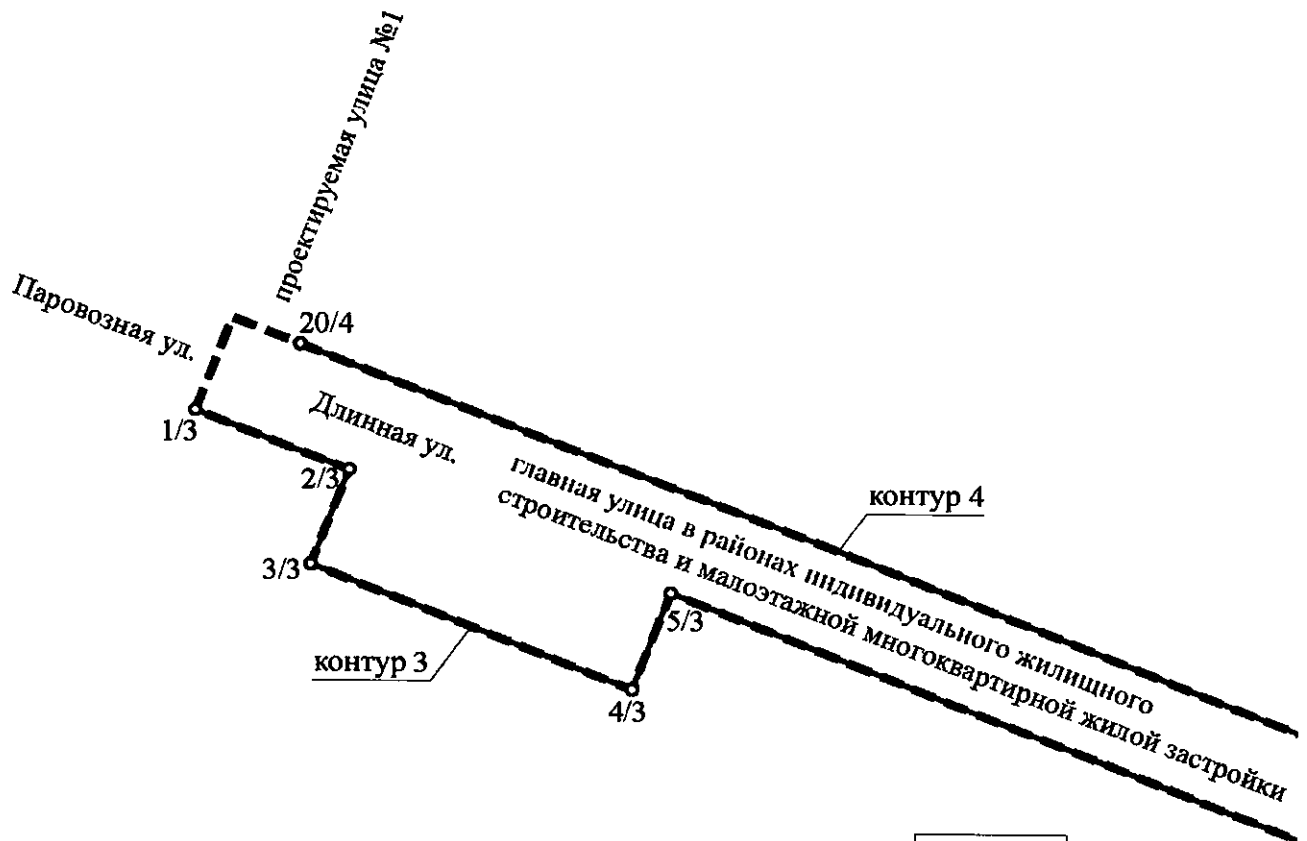 проектируемая улица №1
Паровозная ул.
20/4
1/3
Длинная ул.
2/3
главная улица в районах индивидуального жилищного
строительства и малоэтажной многоквартирной жилой застройки
контур 4
3/3
5/3
контур 3
4/3